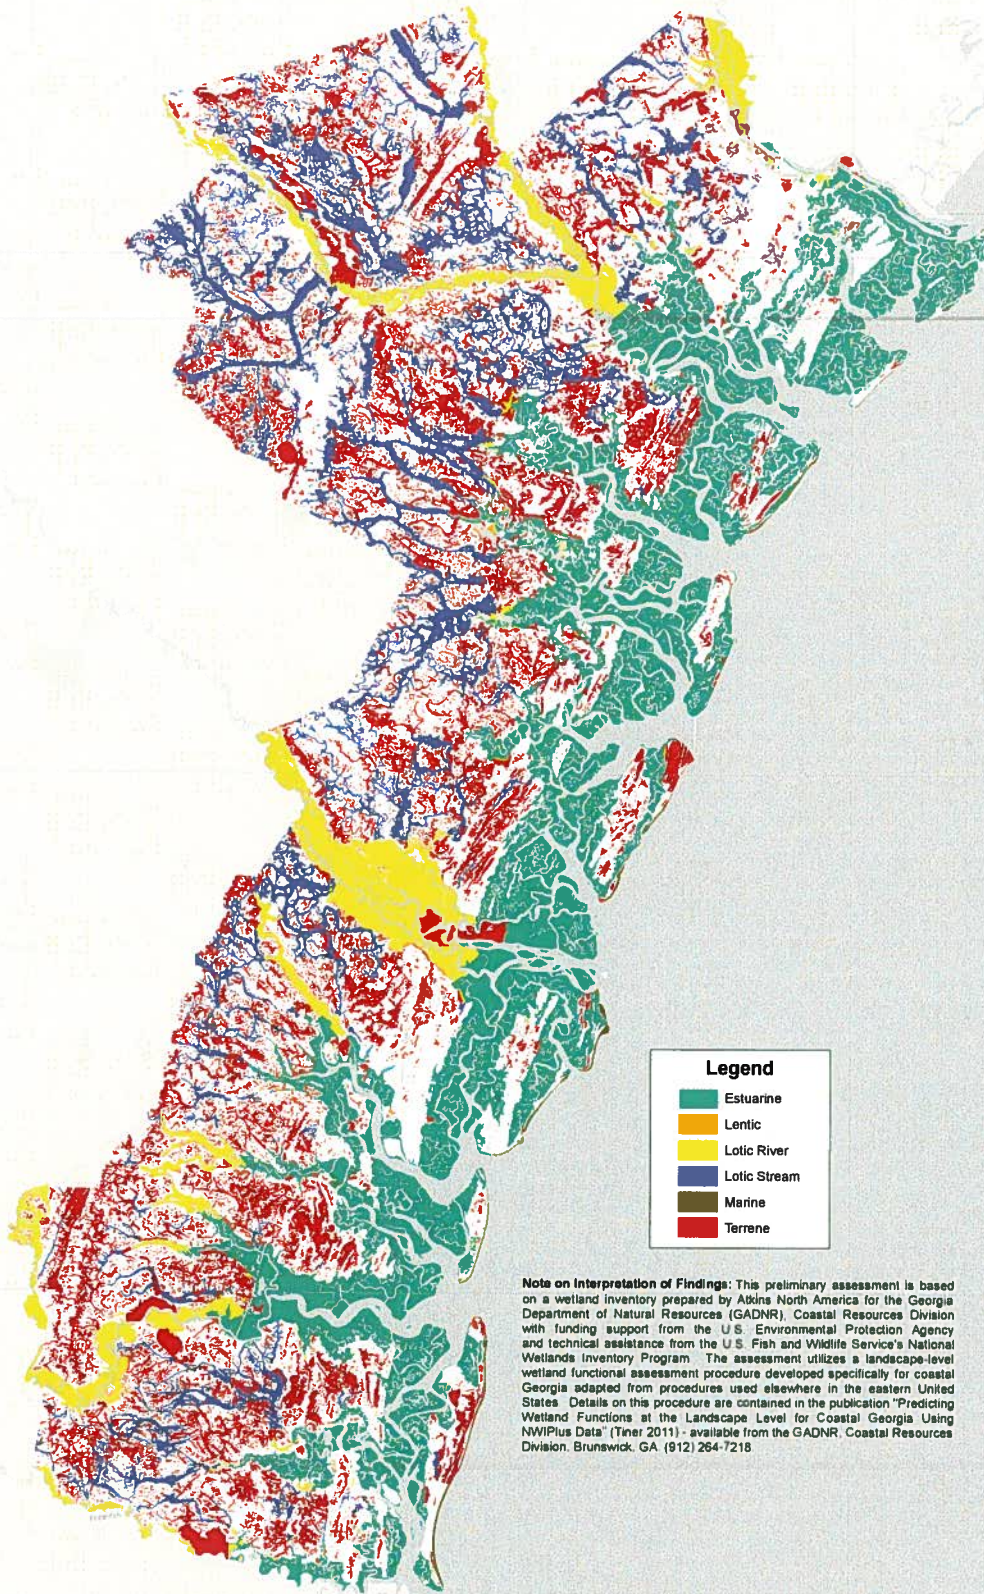 Legend
Estuarine
Lentic
Lotic River
Lotic Stream
Marine
Terrene
Note on Interpretation of Findings: This preliminary assessment is based
on a wetland inventory prepared by Atkins North America for the Georgia
Department of Natural Resources (GADNR), Coastal Resources Division
with funding support from the U.S. Environmental Protection Agency
and technical assistance from the U.S. Fish and Wildlife Service's National
Wetlands Inventory Program. The assessment utilizes a landscape-level
wetland functional assessment procedure developed specifically for coastal
Georgia adapted from procedures used elsewhere in the eastern United
States. Details on this procedure are contained in the publication "Predicting
Wetland Functions at the Landscape Level for Coastal Georgia Using
NWIPlus Data" (Tiner 2011) - available from the GADNR, Coastal Resources
Division, Brunswick, GA (912) 264-7218.